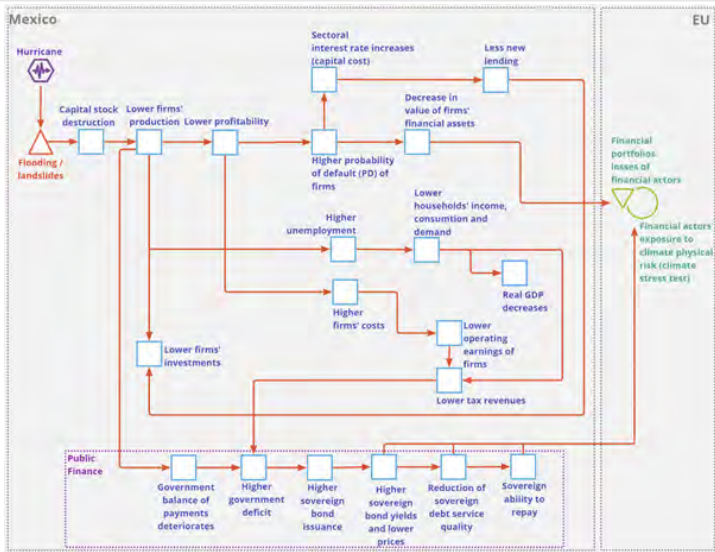 Mexico
EU
Hurricane
Sectoral
interest rate increases
(capital cost)
Less new
lending
Capital stock
destruction
Lower firms'
production
Lower profitability
Decrease in
value of firms'
financial assets
Flooding /
landslides
Higher probability
of default (PD) of
firms
Financial
portfolios
losses of
financial actors
Higher
unemployment
Lower
households' income,
consumtion and
demand
Financial actors
exposure to
climate physical
risk (climate
stress test)
Real GDP
decreases
Higher
firms' costs
Lower
operating
earnings of
firms
Lower firms'
investments
Lower tax revenues
Public
Finance
Government
balance of
payments
deteriorates
Higher
government
deficit
Higher
sovereign
bond
issuance
Higher
sovereign
bond yields
and lower
prices
Reduction of
sovereign
debt service
quality
Sovereign
ability to
repay